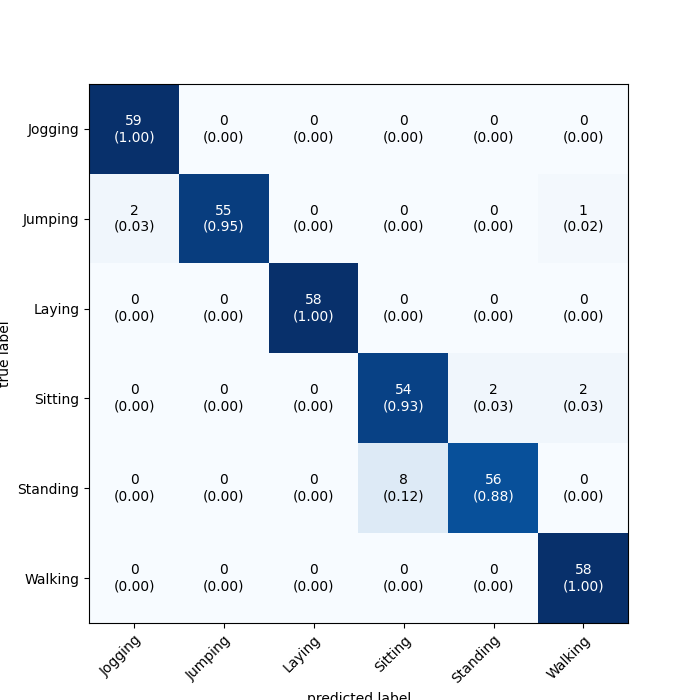 Jogging
59 0 0 0 0 0
(1.00) (0.00) (0.00) (0.00) (0.00) (0.00)
Jumping
2 55 0 0 0 1
(0.03) (0.95) (0.00) (0.00) (0.00) (0.02)
Laying
0 0 58 0 0 0
(0.00) (0.00) (1.00) (0.00) (0.00) (0.00)
Sitting
0 0 0 54 2 2
(0.00) (0.00) (0.00) (0.93) (0.03) (0.03)
Standing
0 0 0 8 56 0
(0.00) (0.00) (0.00) (0.12) (0.88) (0.00)
Walking
0 0 0 0 0 58
(0.00) (0.00) (0.00) (0.00) (0.00) (1.00)
true label
Jogging Jumping Laying Sitting Standing Walking
predicted label